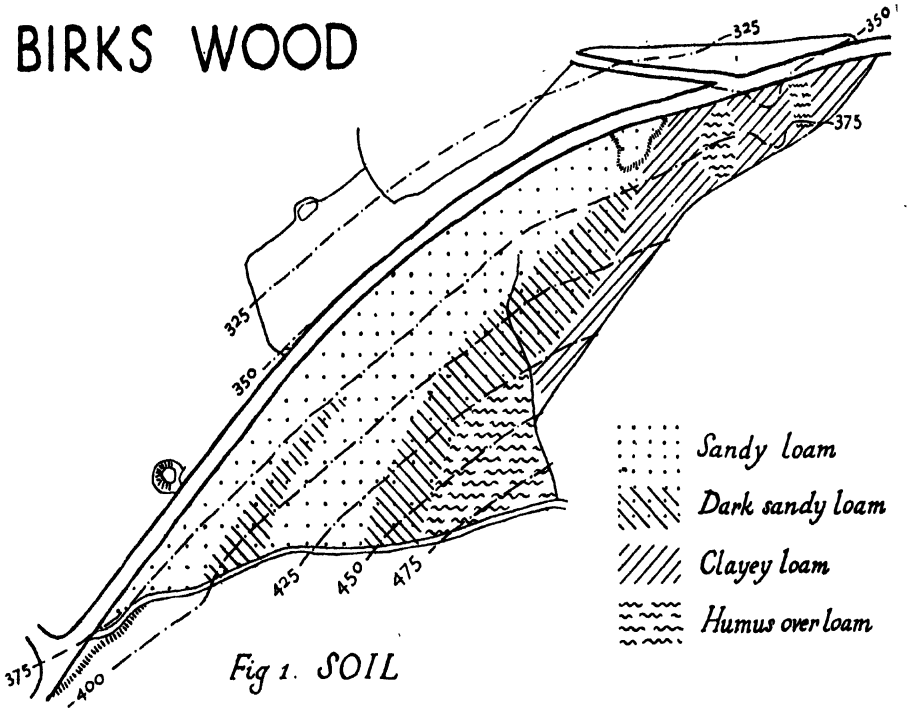 BIRKS WOOD
325
350'
375
325
350
Sandy loam
Dark sandy loam
Clayey loam
Humus over loam
425
450
475
375
400
Fig 1. SOIL